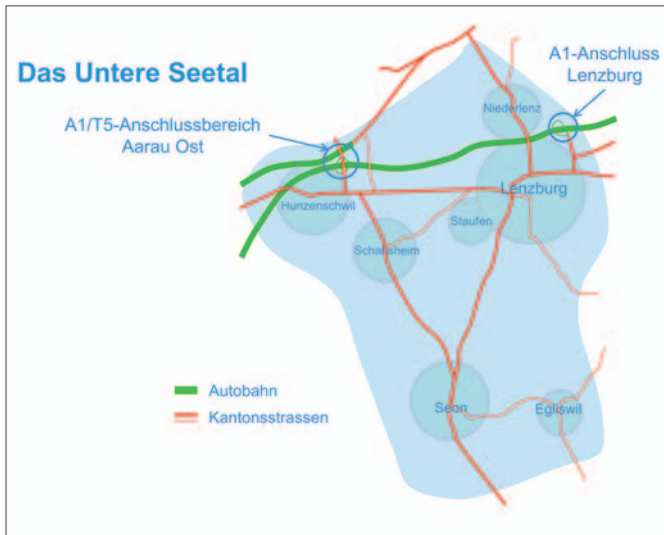 Das Untere Seetal
A1-Anschluss
Lenzburg
A1/T5-Anschlussbereich
Aarau Ost
Niederlenz
Lenzburg
Hunzenschwil
Staufen
Schafisheim
Seon
Egliswil
Autobahn
Kantonsstrassen